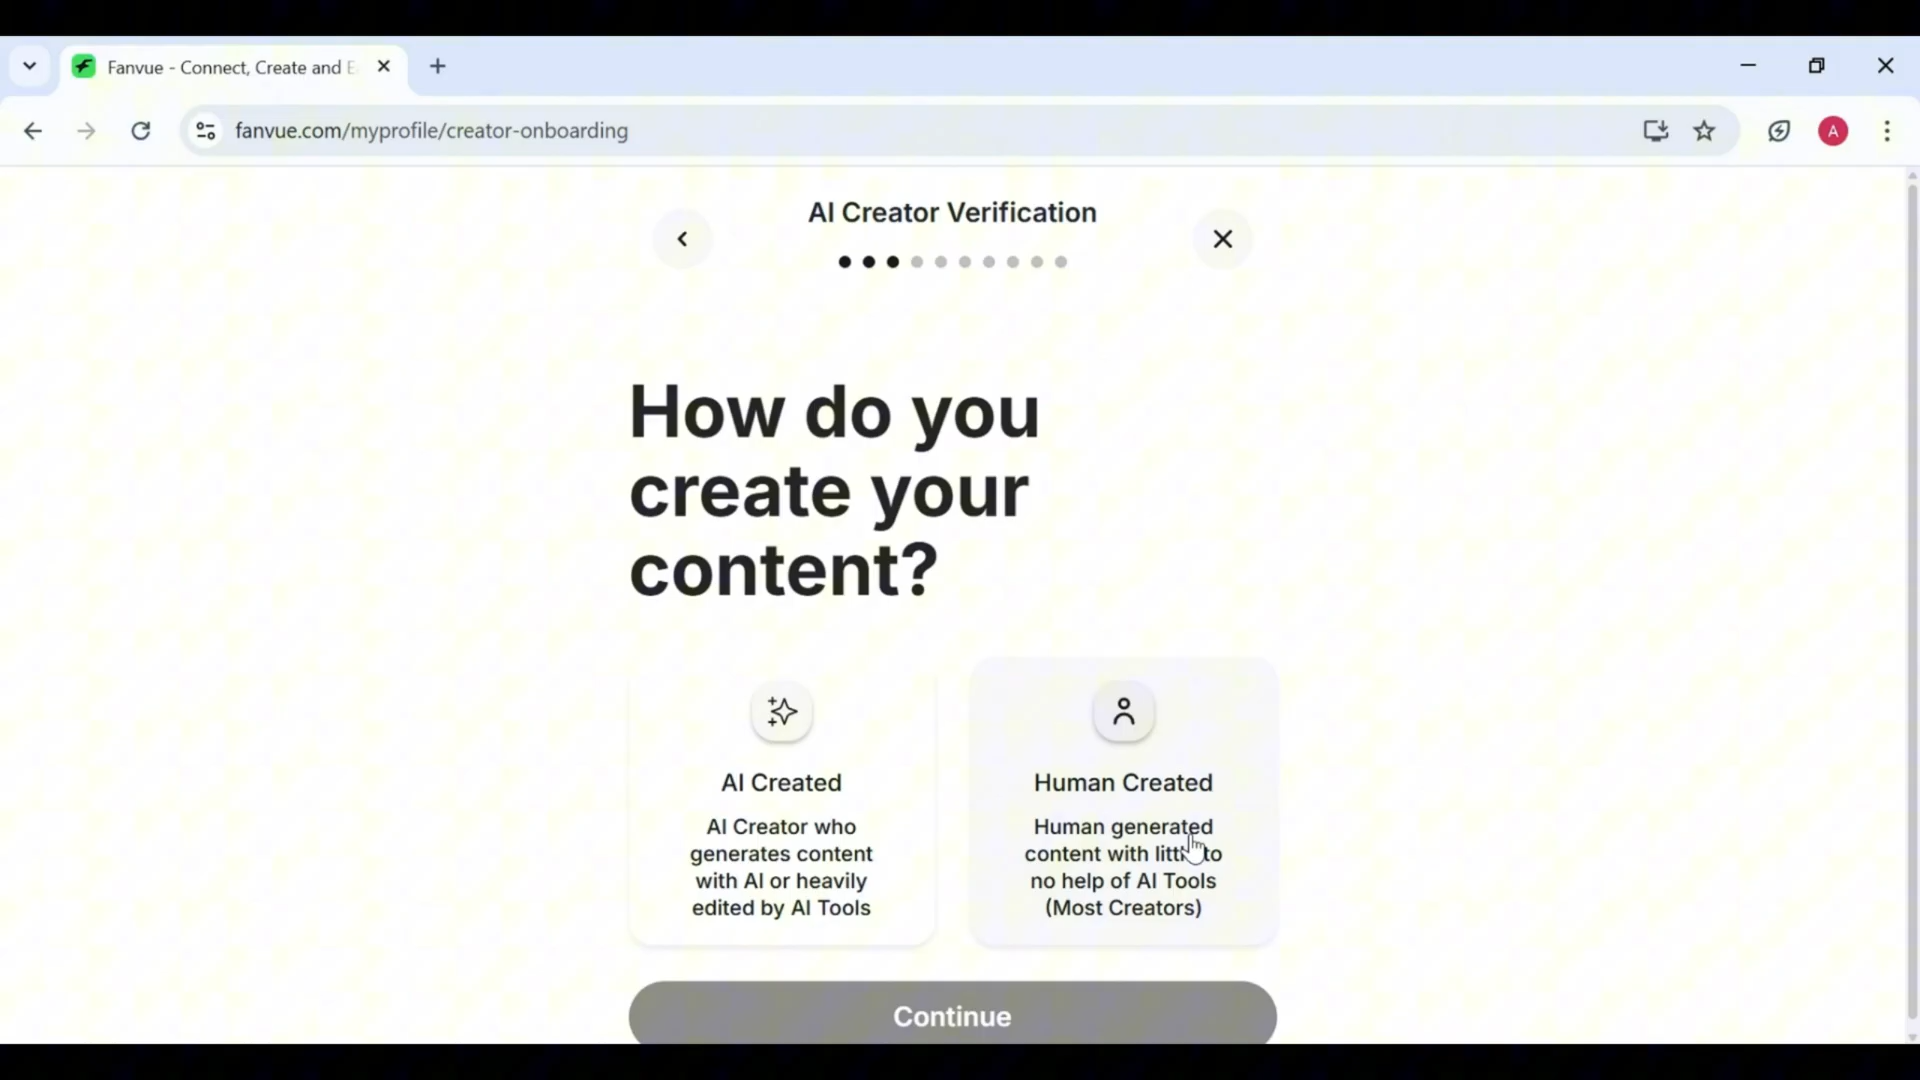 Fanvue - Connect, Create and E
fanvue.com/myprofile/creator-onboarding
A
AI Creator Verification
How do you
create your
content?
AI Created
AI Creator who
generates content
with AI or heavily
edited by AI Tools
Human Created
Human generated
content with to
no help of AI Tools
(Most Creators)
Continue